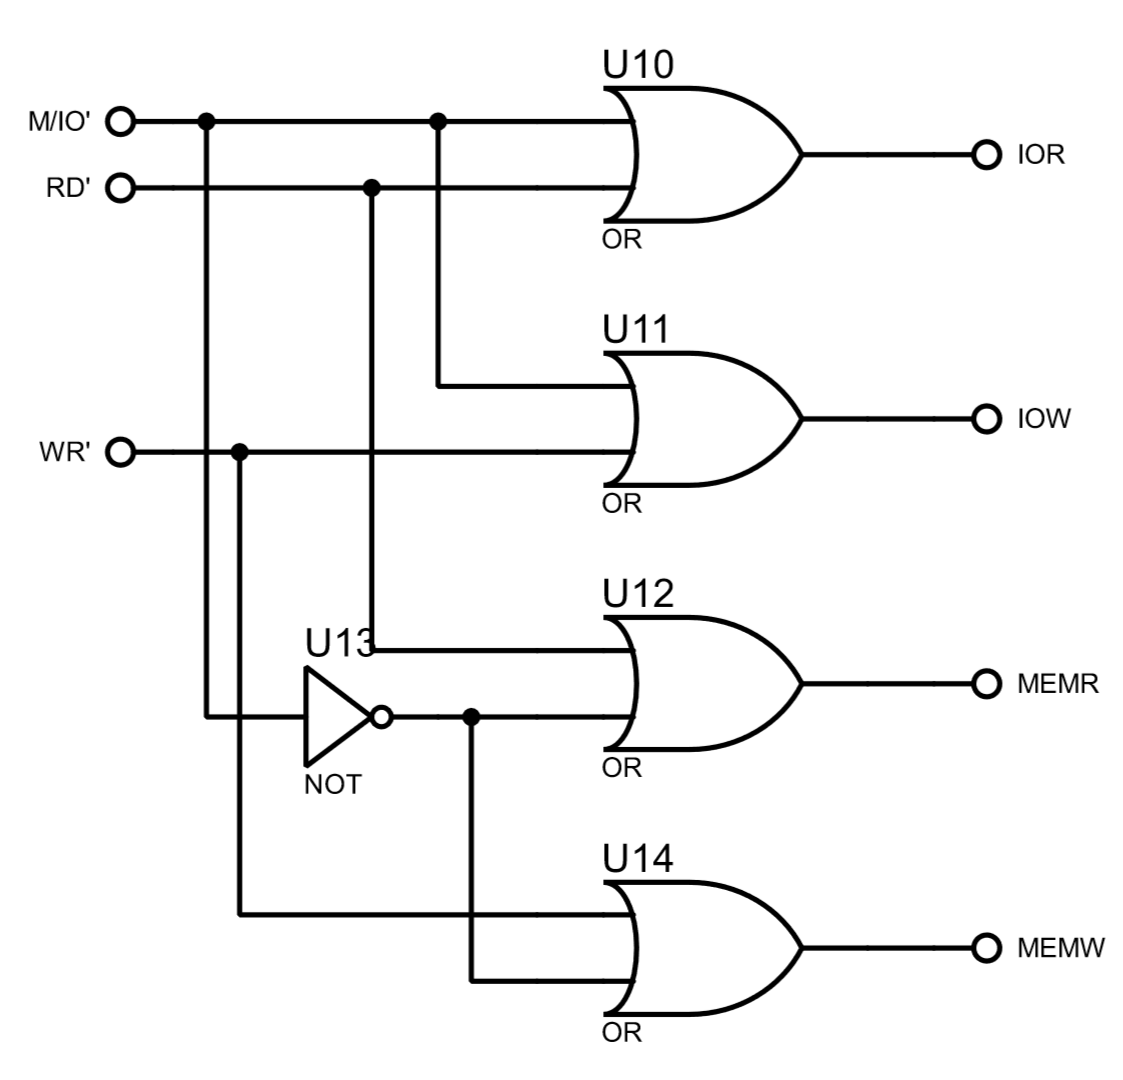 U10
M/IO'
IOR
RD'
OR
U11
IOW
WR'
OR
U12
U13
MEMR
OR
NOT
U14
MEMW
OR